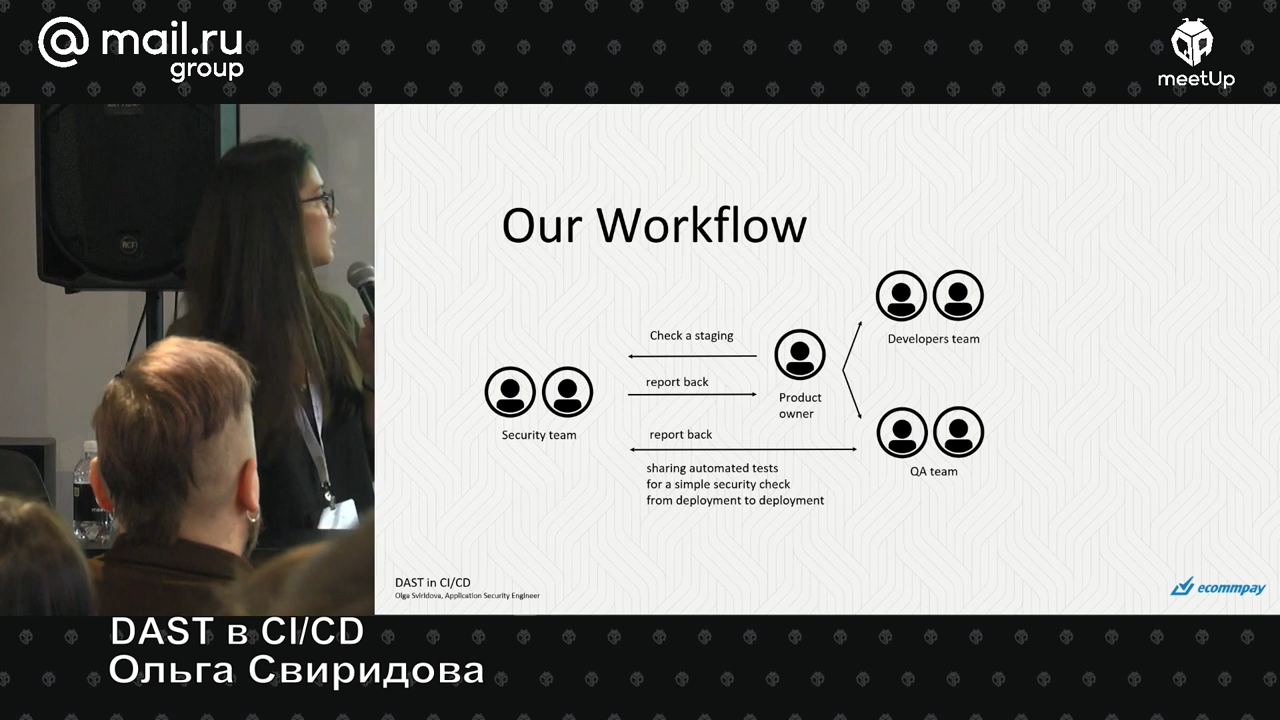 mail.ru
group
QA
meetUp
RCF
Our Workflow
Check a staging
report back
Security team
Product
owner
Developers team
QA team
report back
sharing automated tests
for a simple security check
from deployment to deployment
DAST in CI/CD
Olga Sviridova, Application Security Engineer
ecommpay
DAST в CI/CD
Ольга Свиридова